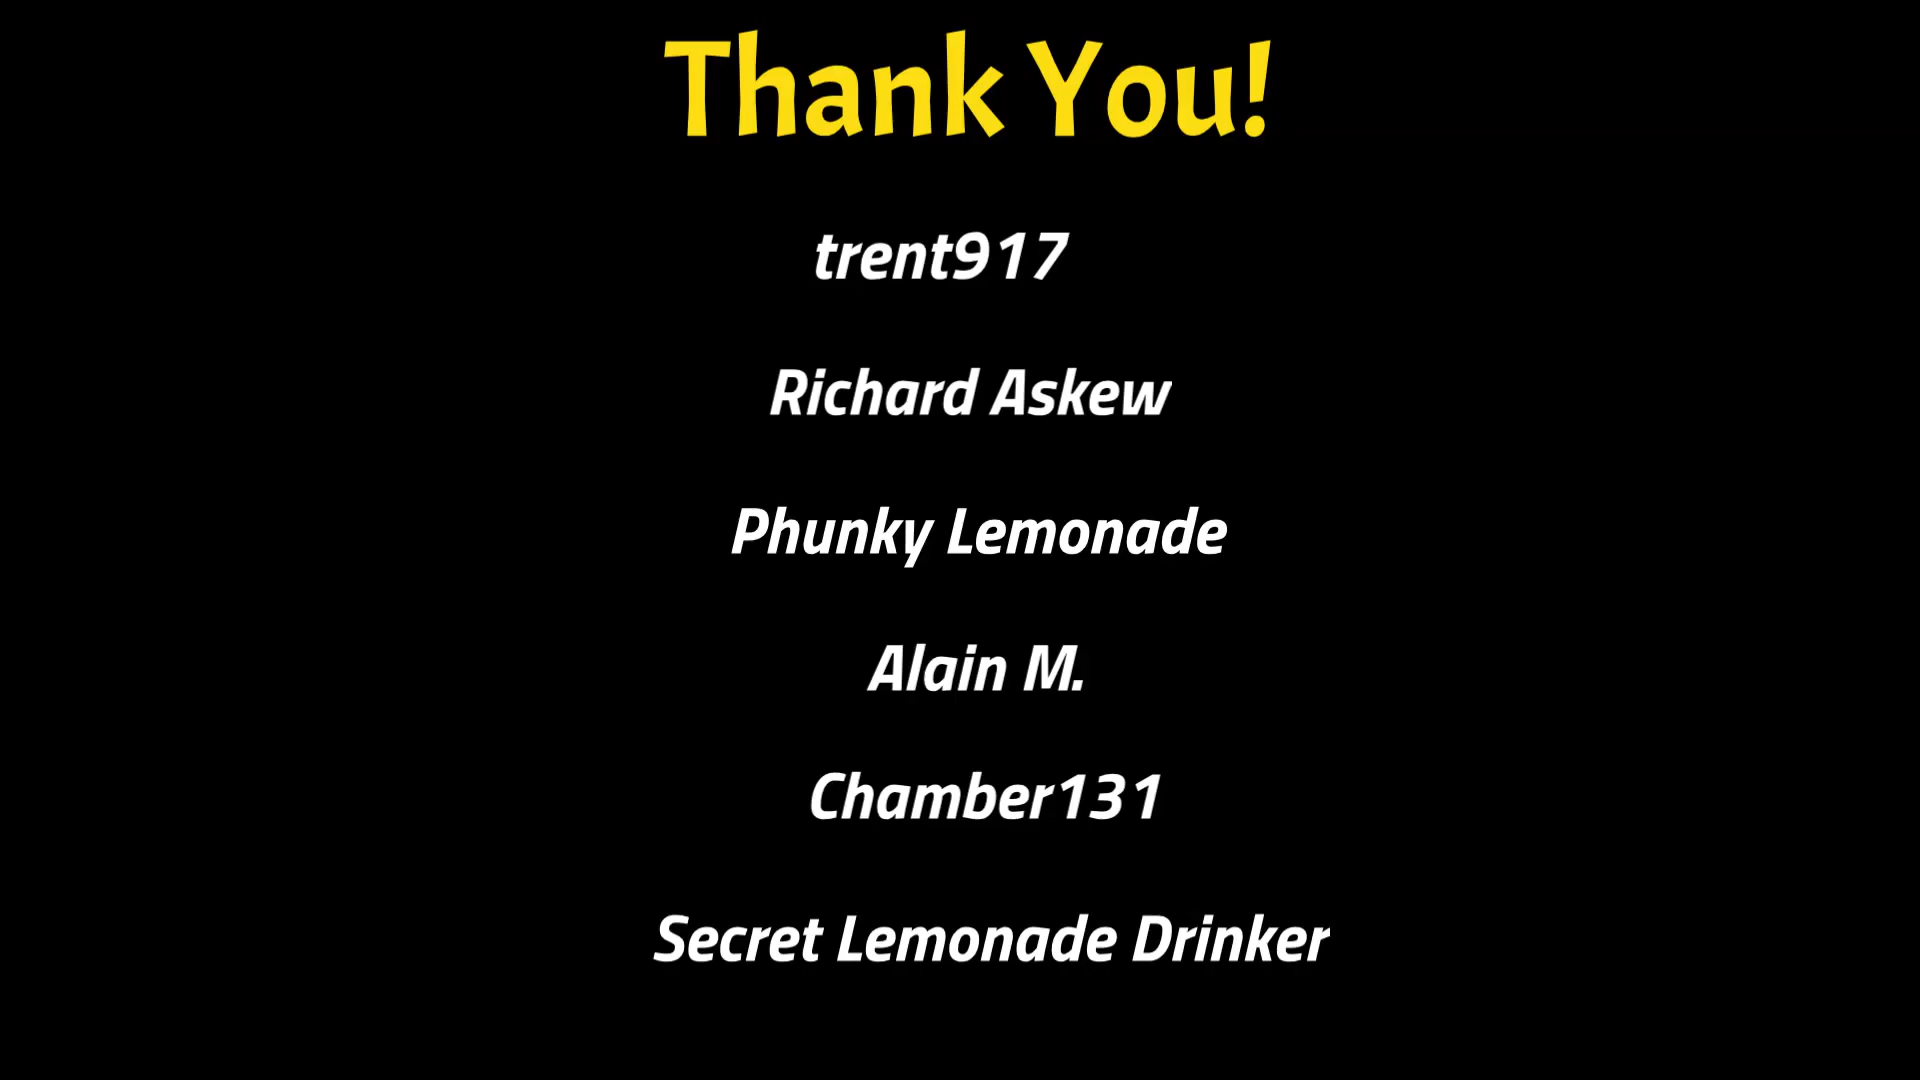 Thank You!
trent917
Richard Askew
Phunky Lemonade
Alain M.
Chamber131
Secret Lemonade Drinker